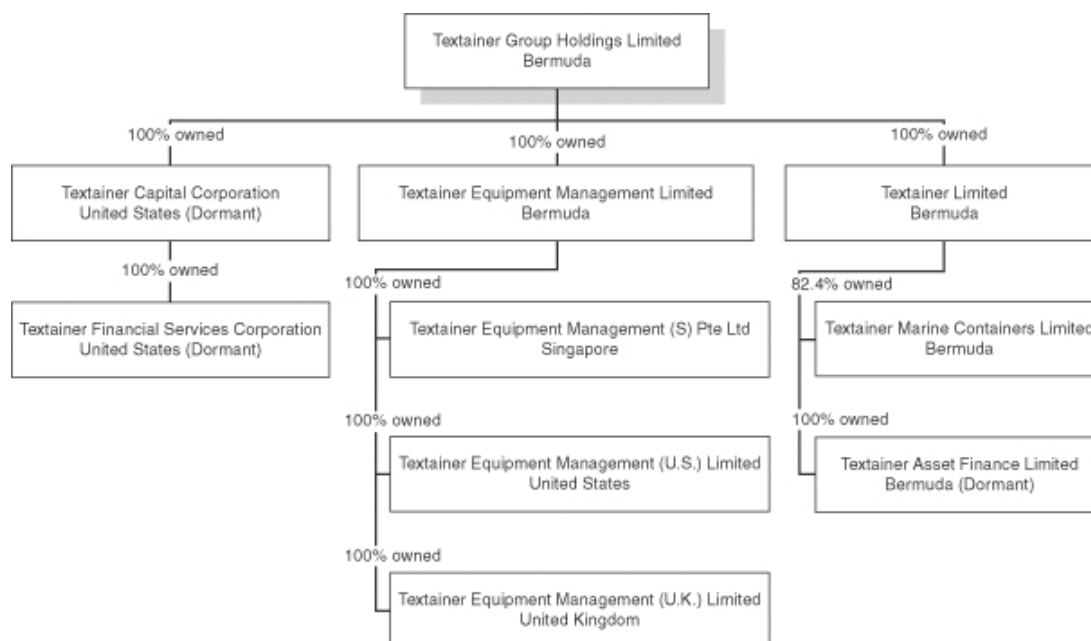 Textainer Group Holdings Limited
Bermuda
100% owned
100% owned
100% owned
Textainer Capital Corporation
United States (Dormant)
Textainer Equipment Management Limited
Bermuda
Textainer Limited
Bermuda
100% owned
100% owned
82.4% owned
Textainer Financial Services Corporation
United States (Dormant)
Textainer Equipment Management (S) Pte Ltd
Singapore
Textainer Marine Containers Limited
Bermuda
100% owned
100% owned
Textainer Equipment Management (U.S.) Limited
United States
Textainer Asset Finance Limited
Bermuda (Dormant)
100% owned
Textainer Equipment Management (U.K.) Limited
United Kingdom